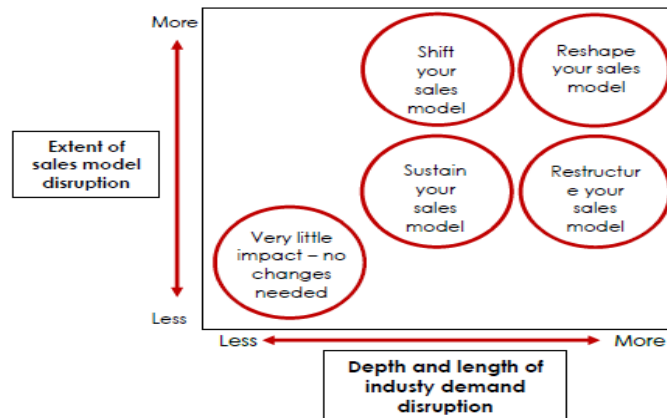 More
Shift
your
sales
model
Reshape
your sales
model
Extent of
sales model
disruption
Sustain
your
sales
model
Restructur
e your
sales
model
Very little
impact – no
changes
needed
Less
Less
More
Depth and length of
industy demand
disruption